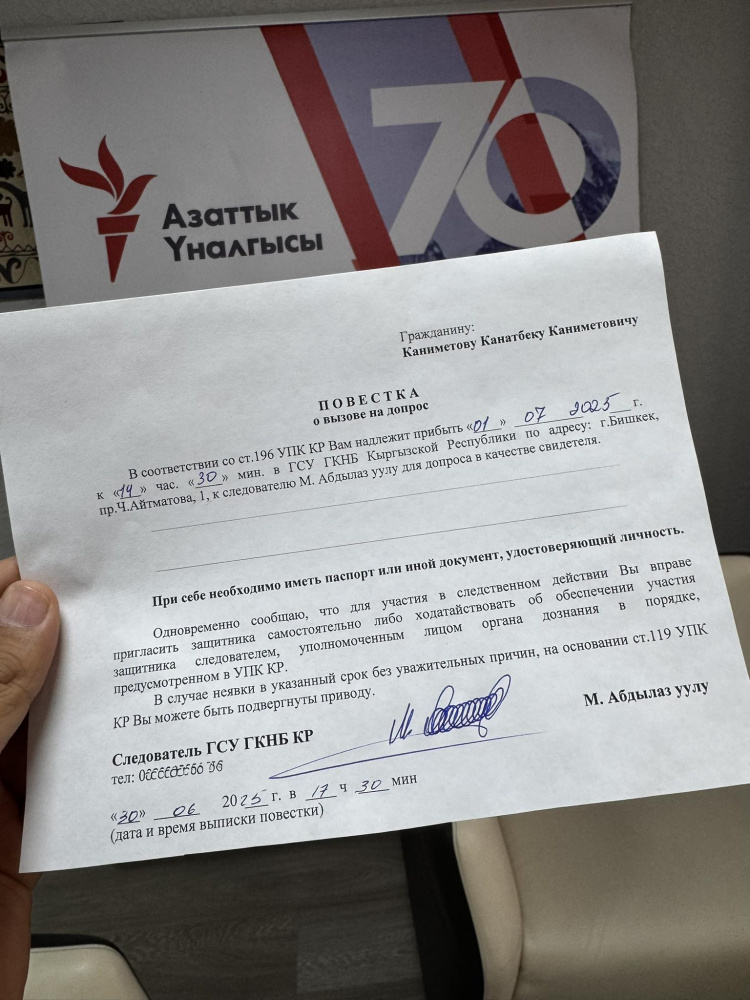 70
Азаттык
Үналгысы
Гражданину:
Каниметову Канатбеку Каниметовичу
ПОВЕСТКА
о вызове на допрос
В соответствии со ст.196 УПК КР Вам надлежит прибыть «01» 07 2025 г.
к «14» час. «30» мин. в ГСУ ГКНБ Кыргызской Республики по адресу: г.Бишкек,
пр.Ч.Айтматова, 1, к следователю М. Абдылаз уулу для допроса в качестве свидетеля.
При себе необходимо иметь паспорт или иной документ, удостоверяющий личность.
Одновременно сообщаю, что для участия в следственном действии Вы вправе
пригласить защитника самостоятельно либо ходатайствовать об обеспечении участия
защитника следователем, уполномоченным лицом органа дознания в порядке,
предусмотренном в УПК КР.
В случае неявки в указанный срок без уважительных причин, на основании ст.119 УПК
КР Вы можете быть подвергнуты приводу.
Следователь ГСУ ГКНБ КР
М. Абдылаз уулу
тел:
«30» 06 2025 г. в 17 ч 30 мин
(дата и время выписки повестки)